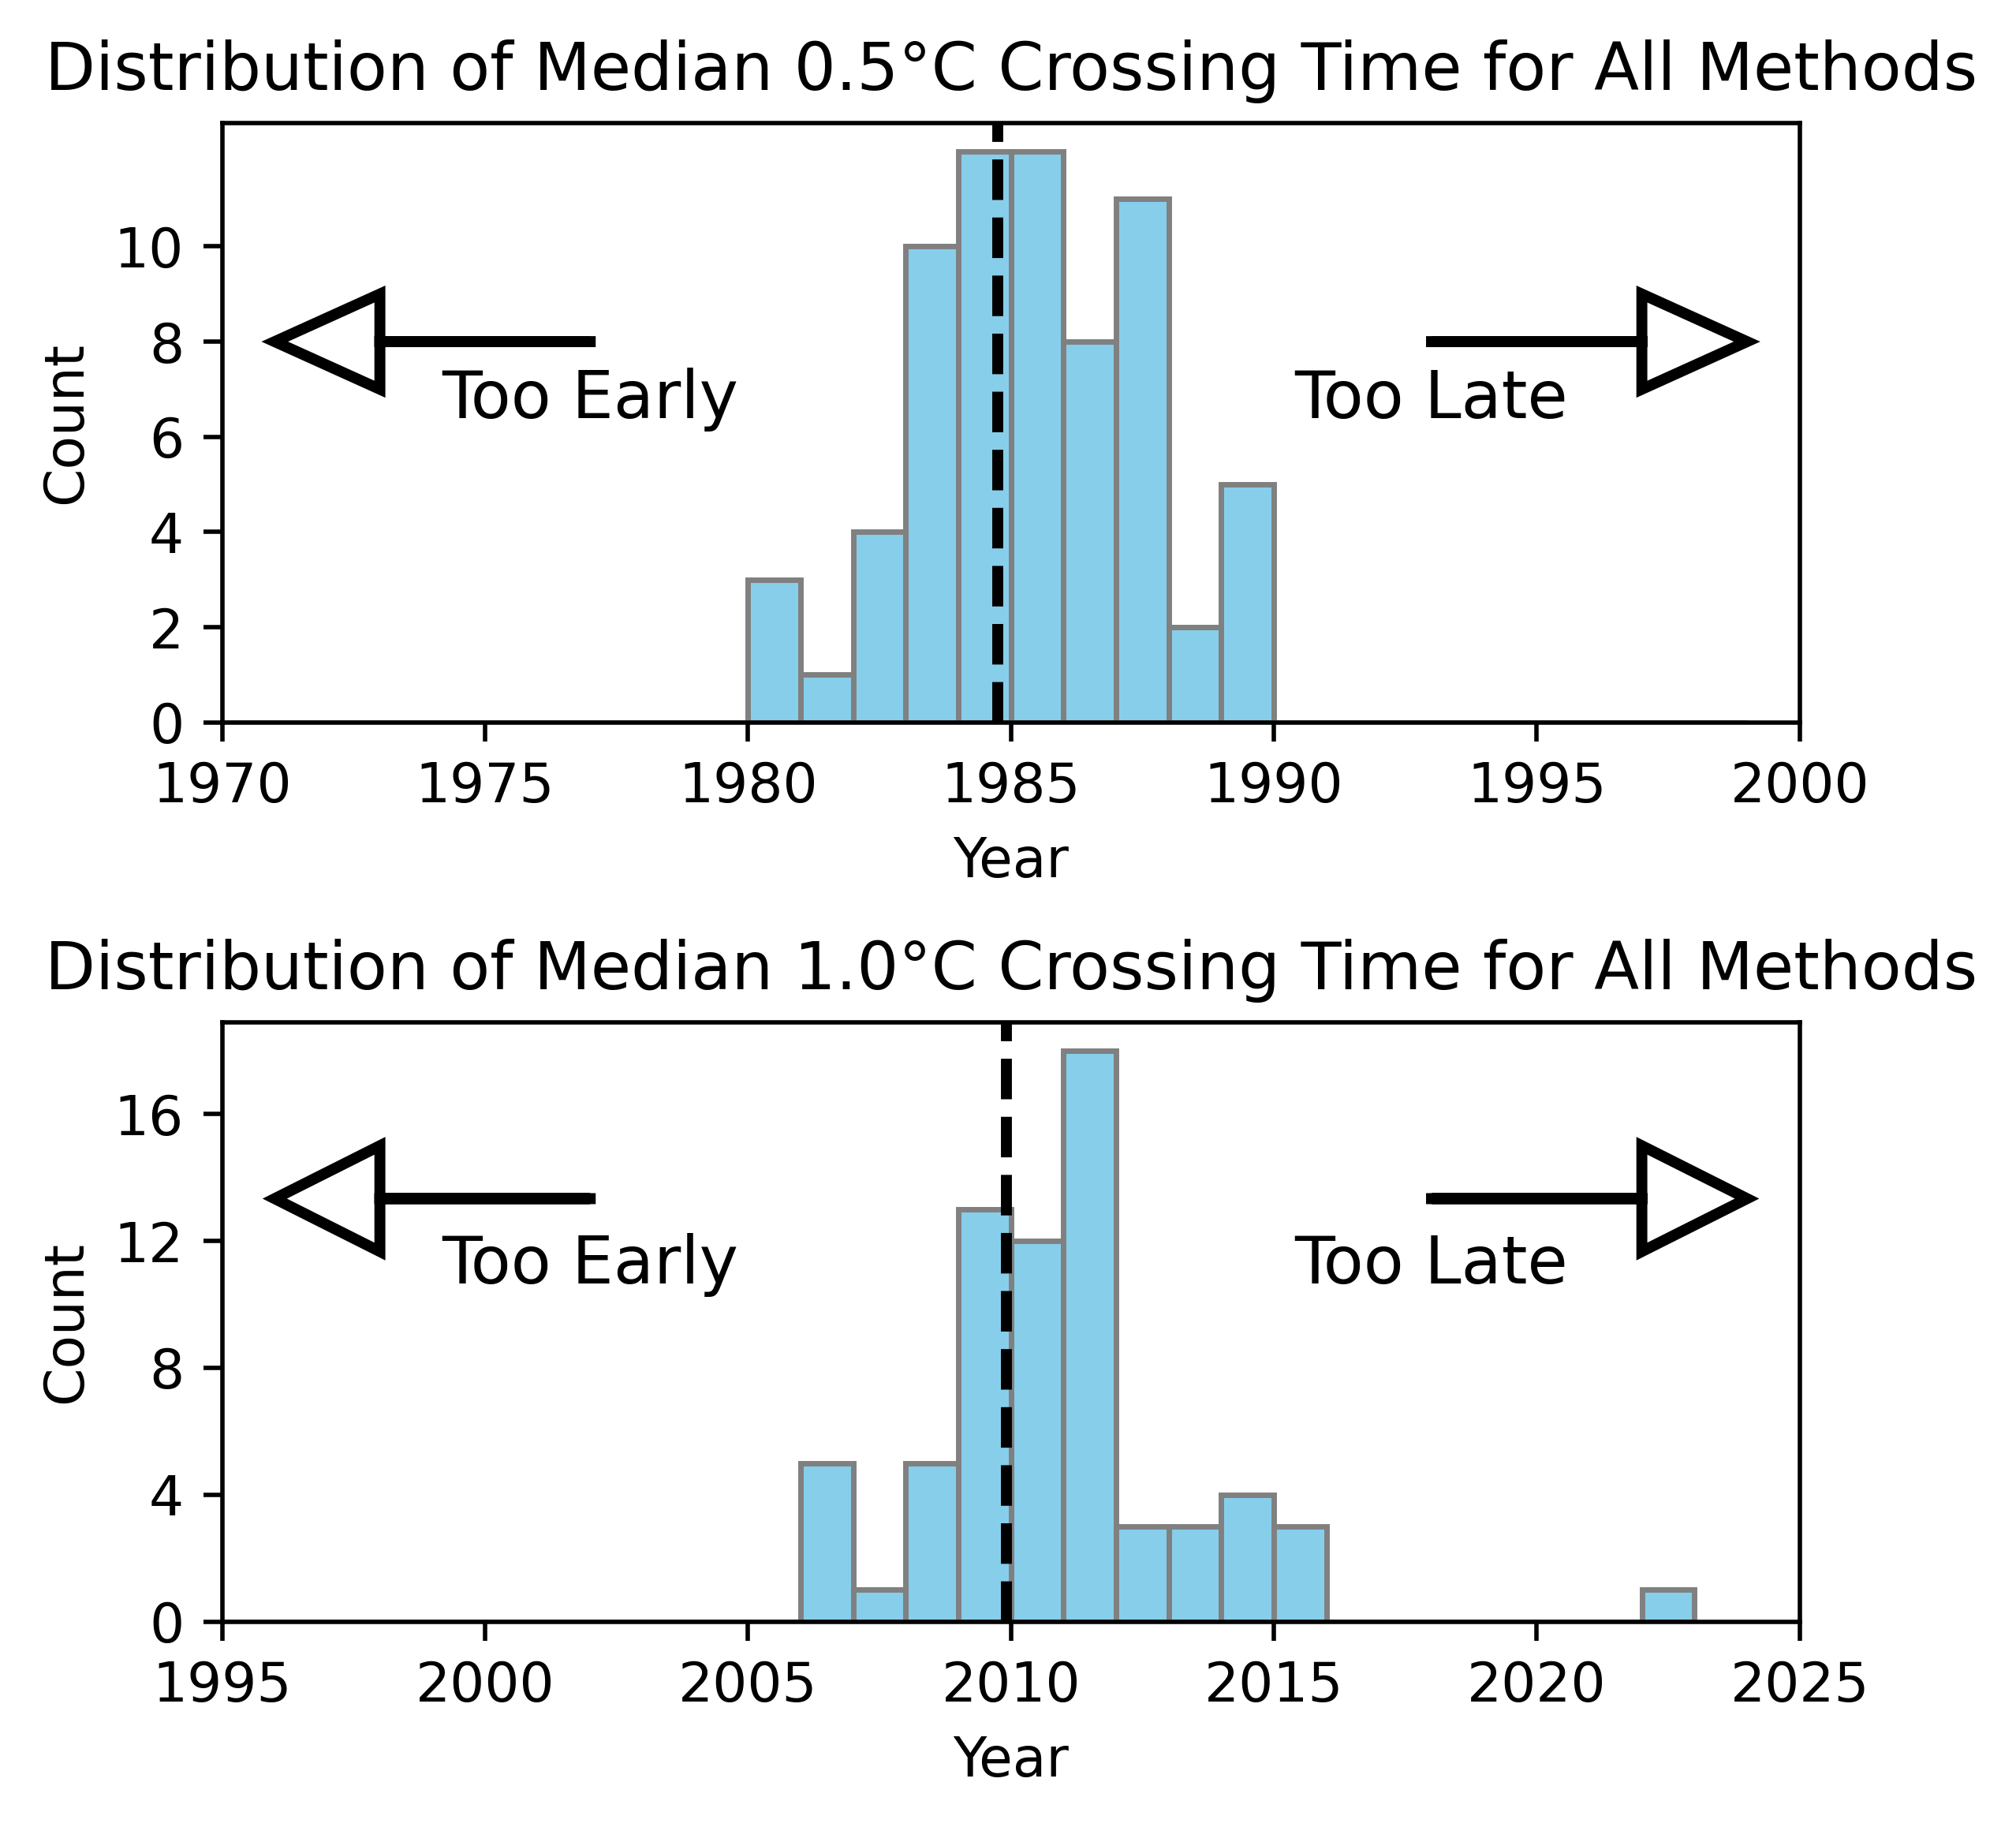 Distribution of Median 0.5°C Crossing Time for All Methods
10
8
6
4
2
0
Count
Too Early
Too Late
1970 1975 1980 1985 1990 1995 2000
Year
Distribution of Median 1.0°C Crossing Time for All Methods
16
12
8
4
0
Count
Too Early
Too Late
1995 2000 2005 2010 2015 2020 2025
Year